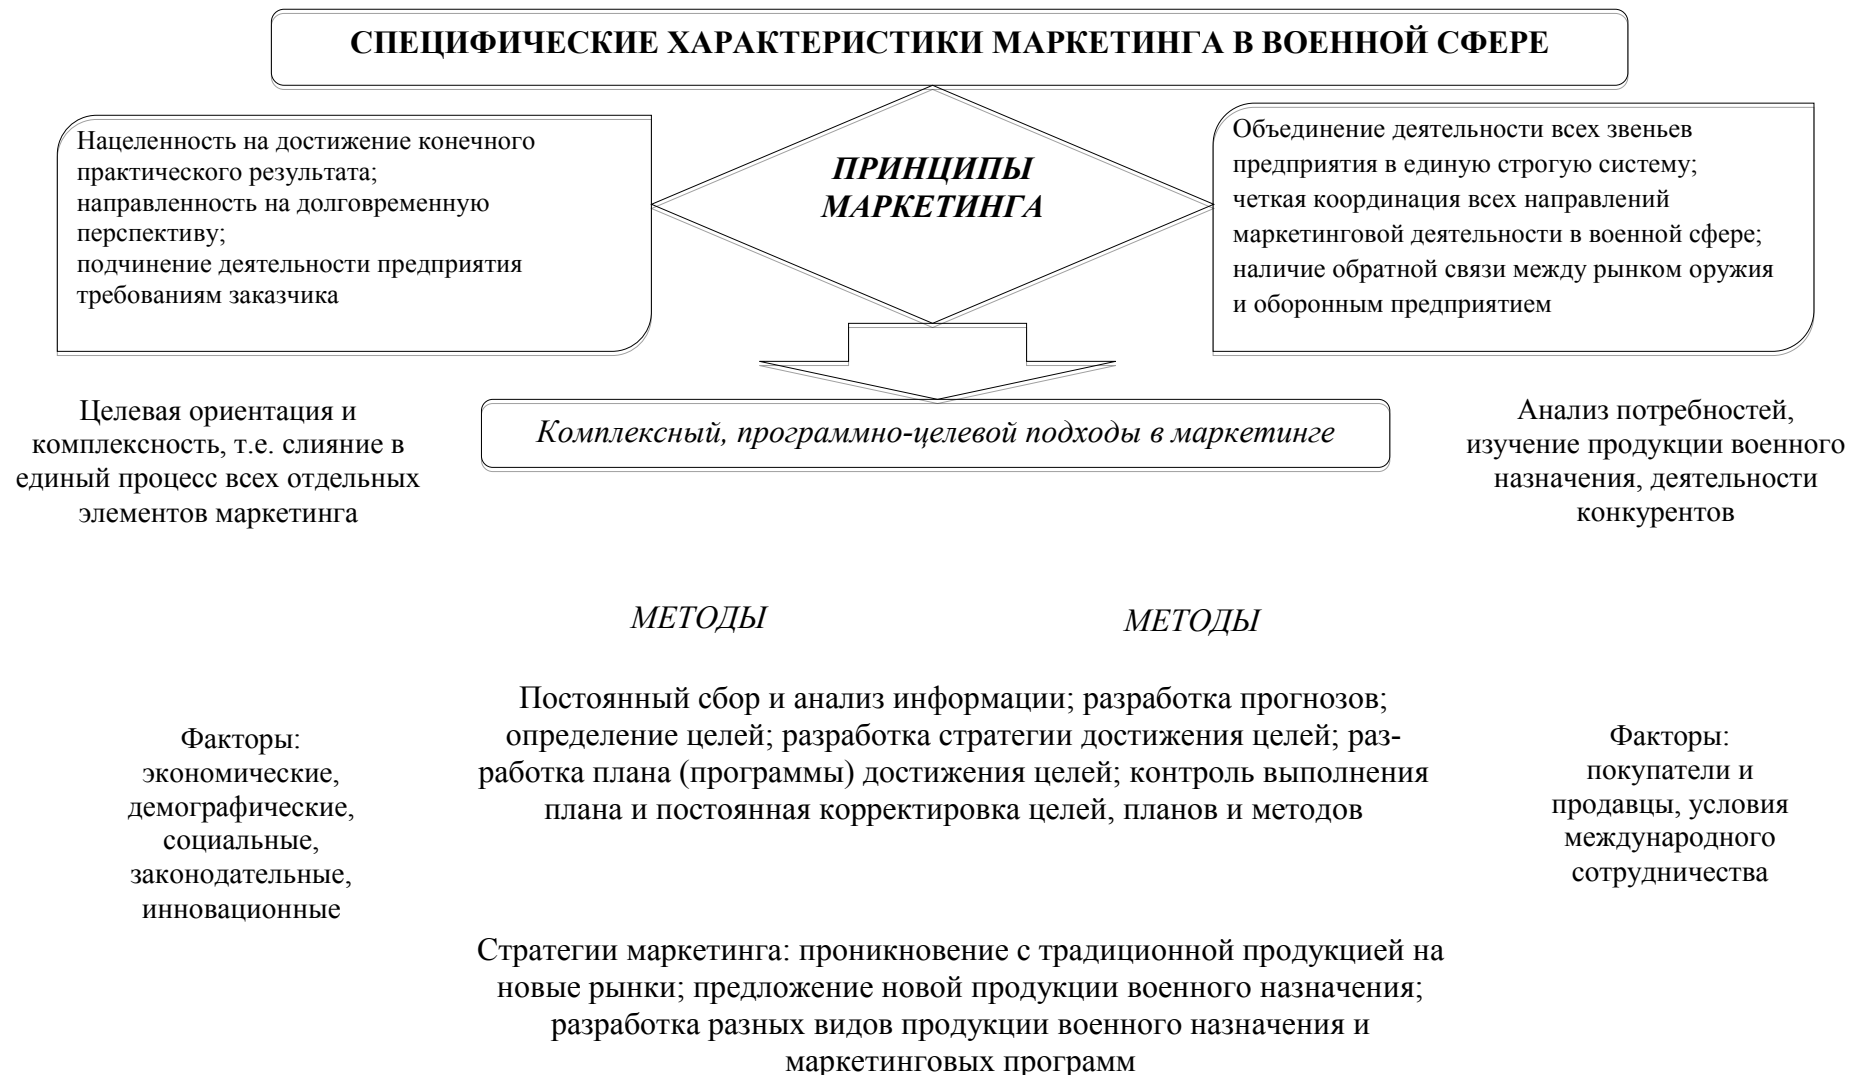 СПЕЦИФИЧЕСКИЕ ХАРАКТЕРИСТИКИ МАРКЕТИНГА В ВОЕННОЙ СФЕРЕ
Нацеленность на достижение конечного
практического результата;
направленность на долговременную
перспективу;
подчинение деятельности предприятия
требованиям заказчика
ПРИНЦИПЫ
МАРКЕТИНГА
Объединение деятельности всех звеньев
предприятия в единую строгую систему;
четкая координация всех направлений
маркетинговой деятельности в военной сфере;
наличие обратной связи между рынком оружия
и оборонным предприятием
Целевая ориентация и
комплексность, т.е. слияние в
единый процесс всех отдельных
элементов маркетинга
Комплексный, программно-целевой подходы в маркетинге
Анализ потребностей,
изучение продукции военного
назначения, деятельности
конкурентов
МЕТОДЫ
МЕТОДЫ
Факторы:
экономические,
демографические,
социальные,
законодательные,
инновационные
Постоянный сбор и анализ информации; разработка прогнозов;
определение целей; разработка стратегии достижения целей; раз-
работка плана (программы) достижения целей; контроль выполнения
плана и постоянная корректировка целей, планов и методов
Факторы:
покупатели и
продавцы, условия
международного
сотрудничества
Стратегии маркетинга: проникновение с традиционной продукцией на
новые рынки; предложение новой продукции военного назначения;
разработка разных видов продукции военного назначения и
маркетинговых программ